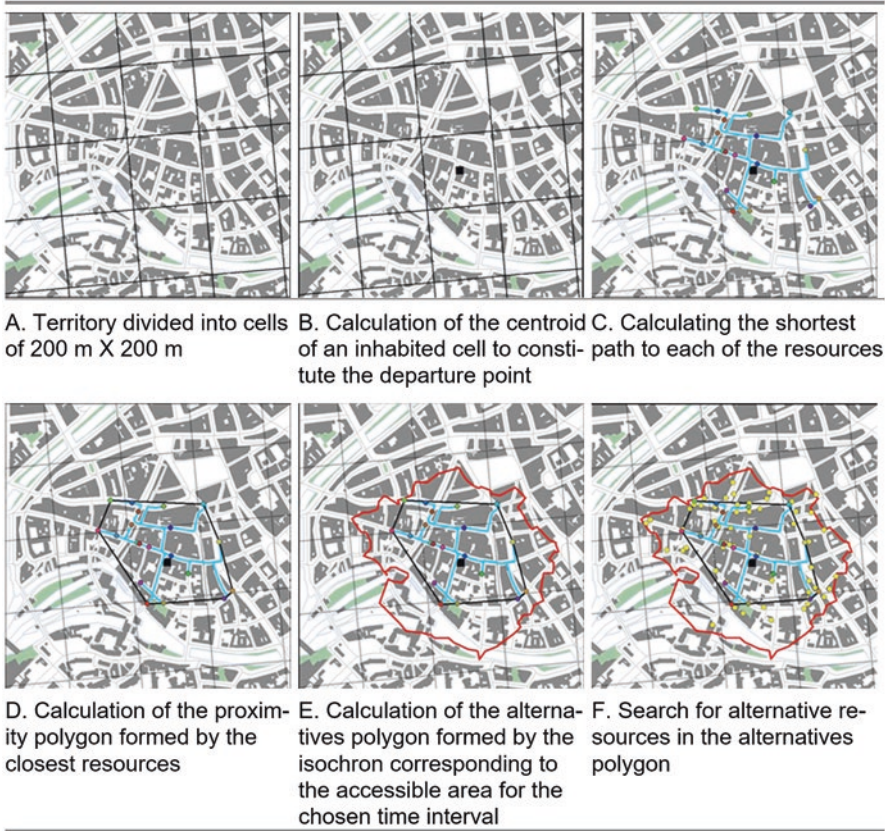 A. Territory divided into cells
of 200 m X 200 m
B. Calculation of the centroid
of an inhabited cell to consti-
tute the departure point
C. Calculating the shortest
path to each of the resources
D. Calculation of the proxim-
ity polygon formed by the
closest resources
E. Calculation of the alterna-
tives polygon formed by the
isochron corresponding to
the accessible area for the
chosen time interval
F. Search for alternative re-
sources in the alternatives
polygon